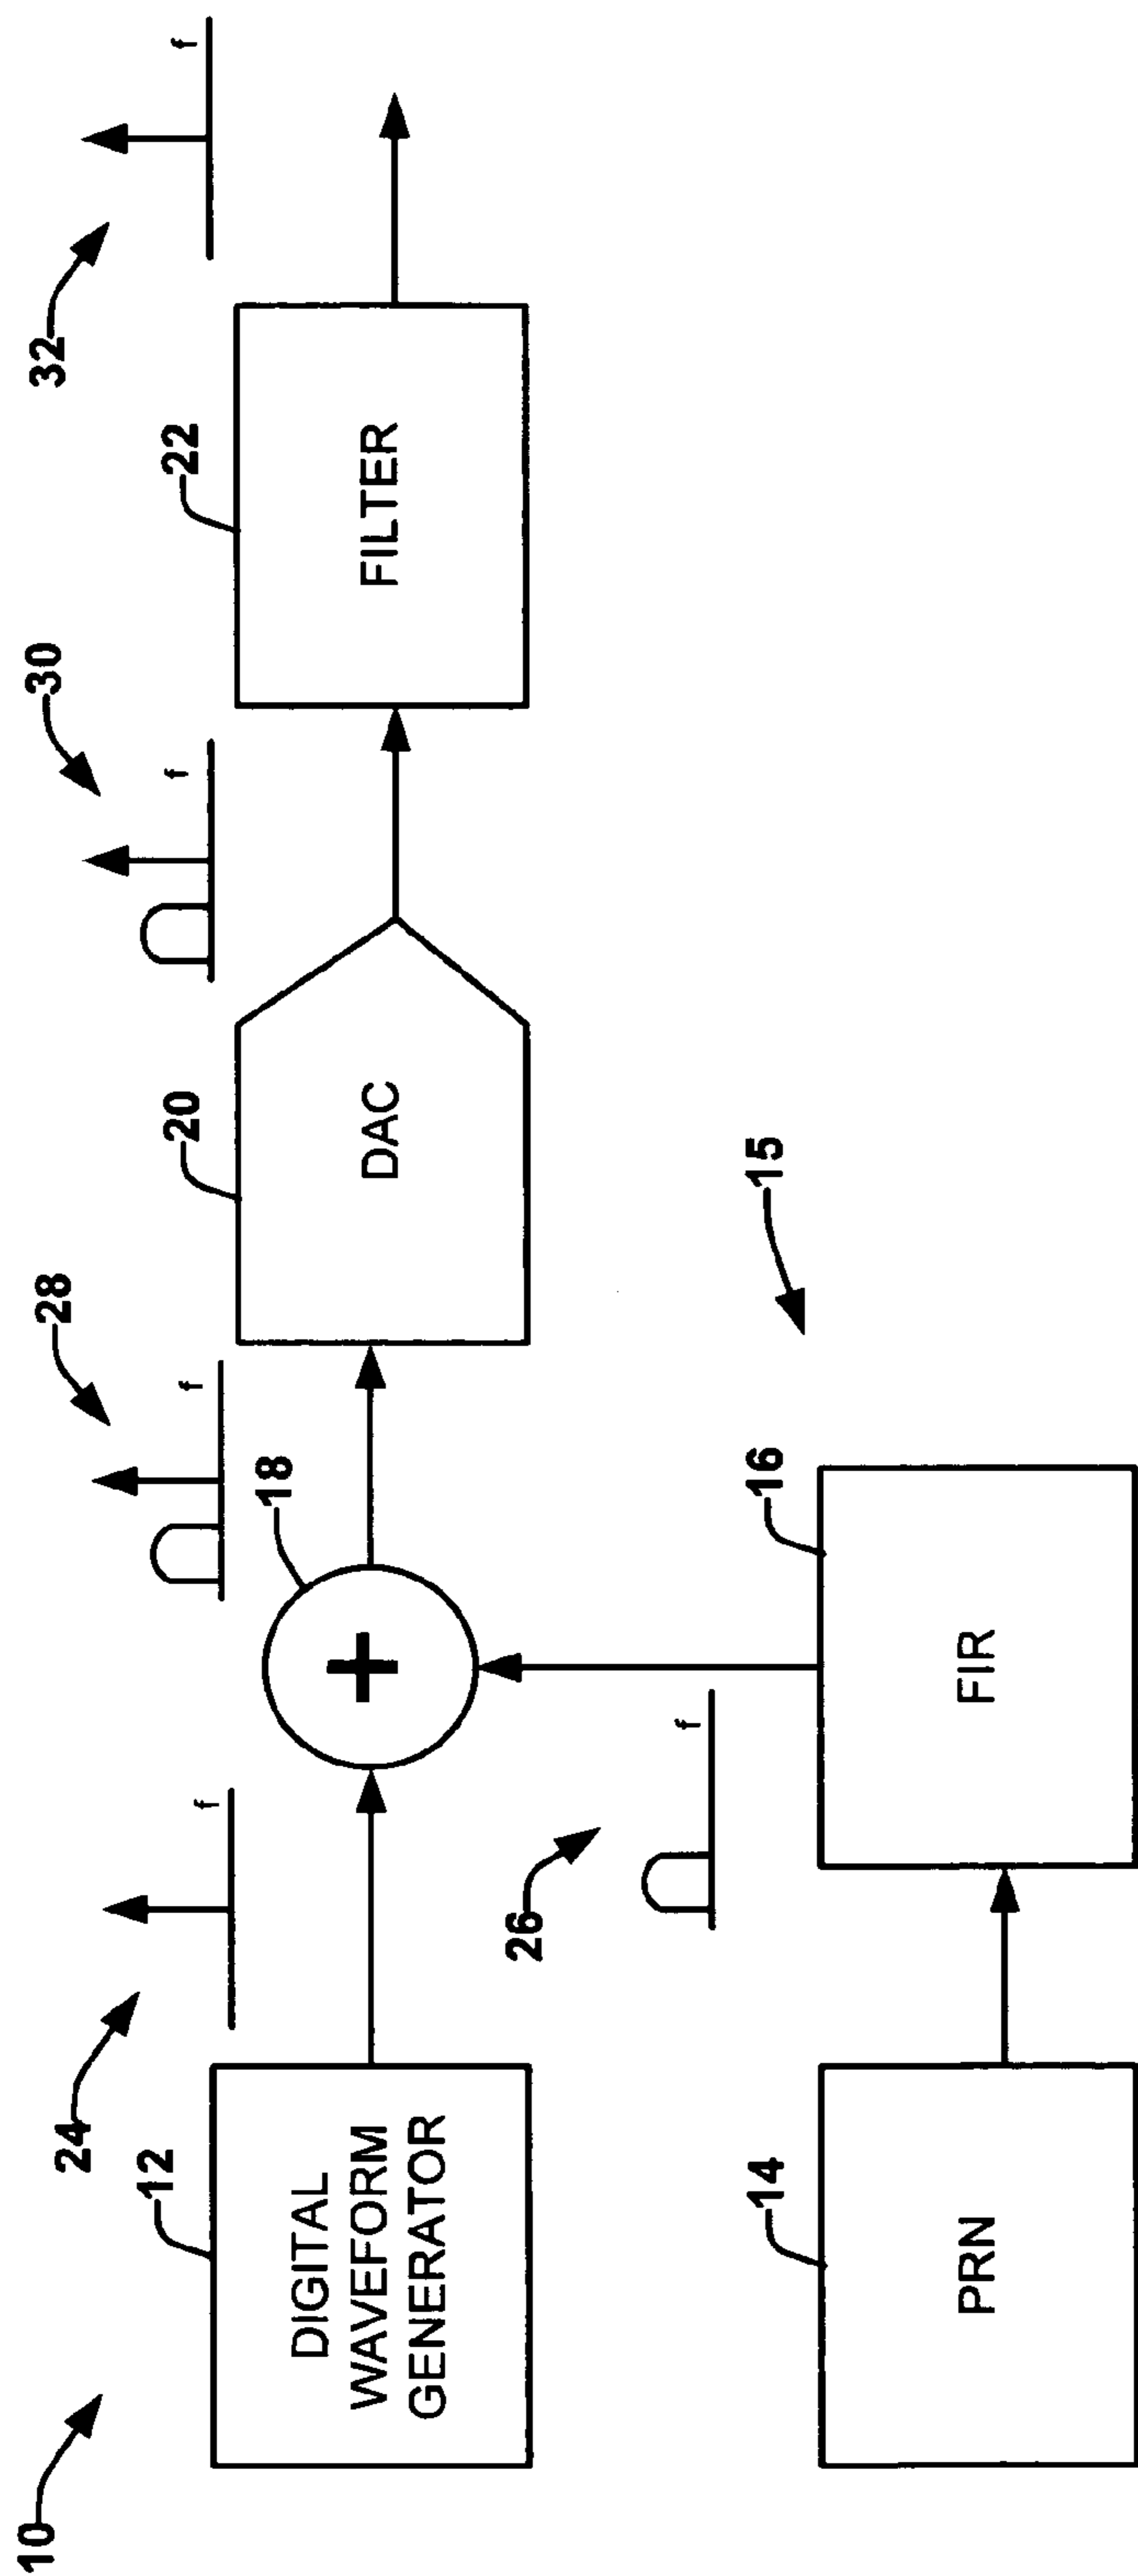 10
24
f
28
f
30
f
32
f
12
DIGITAL
WAVEFORM
GENERATOR
18
+
20
DAC
22
FILTER
26
f
15
14
PRN
16
FIR